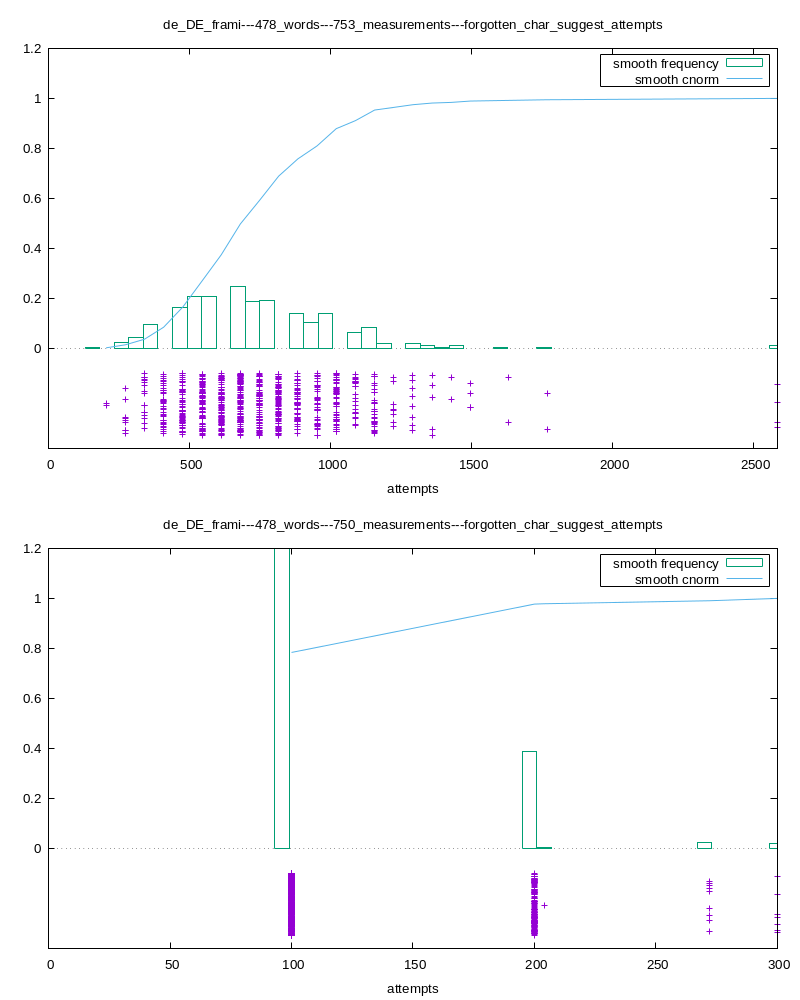 de_DE_frami---478_words---753_measurements---forgotten_char_suggest_attempts
1.2
smooth frequency
smooth cnorm
1
0.8
0.6
0.4
0.2
0
0 500 1000 1500 2000 2500
attempts
de_DE_frami---478_words---750_measurements---forgotten_char_suggest_attempts
1.2
smooth frequency
smooth cnorm
1
0.8
0.6
0.4
0.2
0
0 50 100 150 200 250 300
attempts